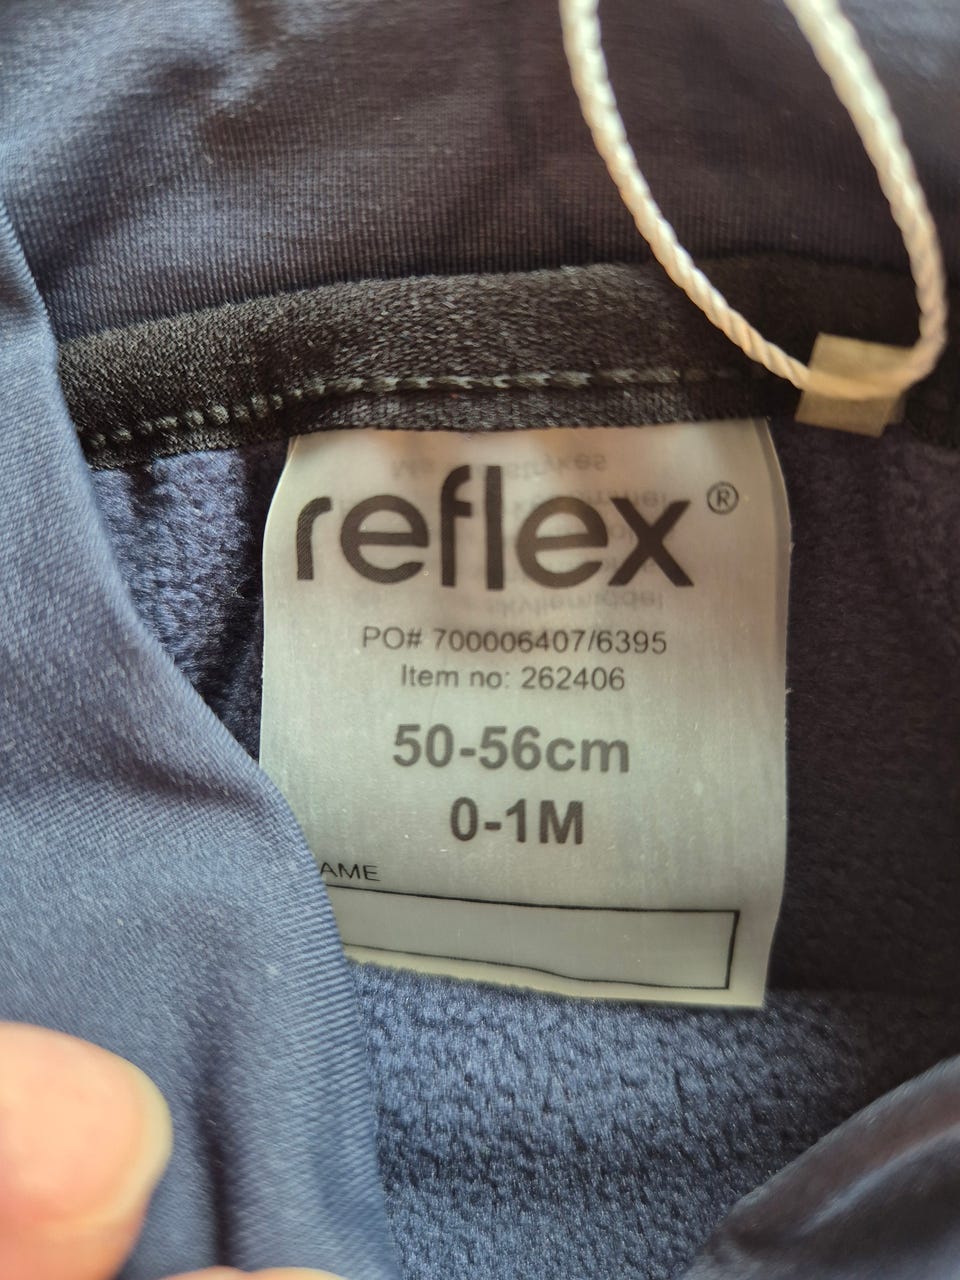 reflex ®
PO# 700006407/6395
Item no: 262406
50-56cm
0-1M
AME